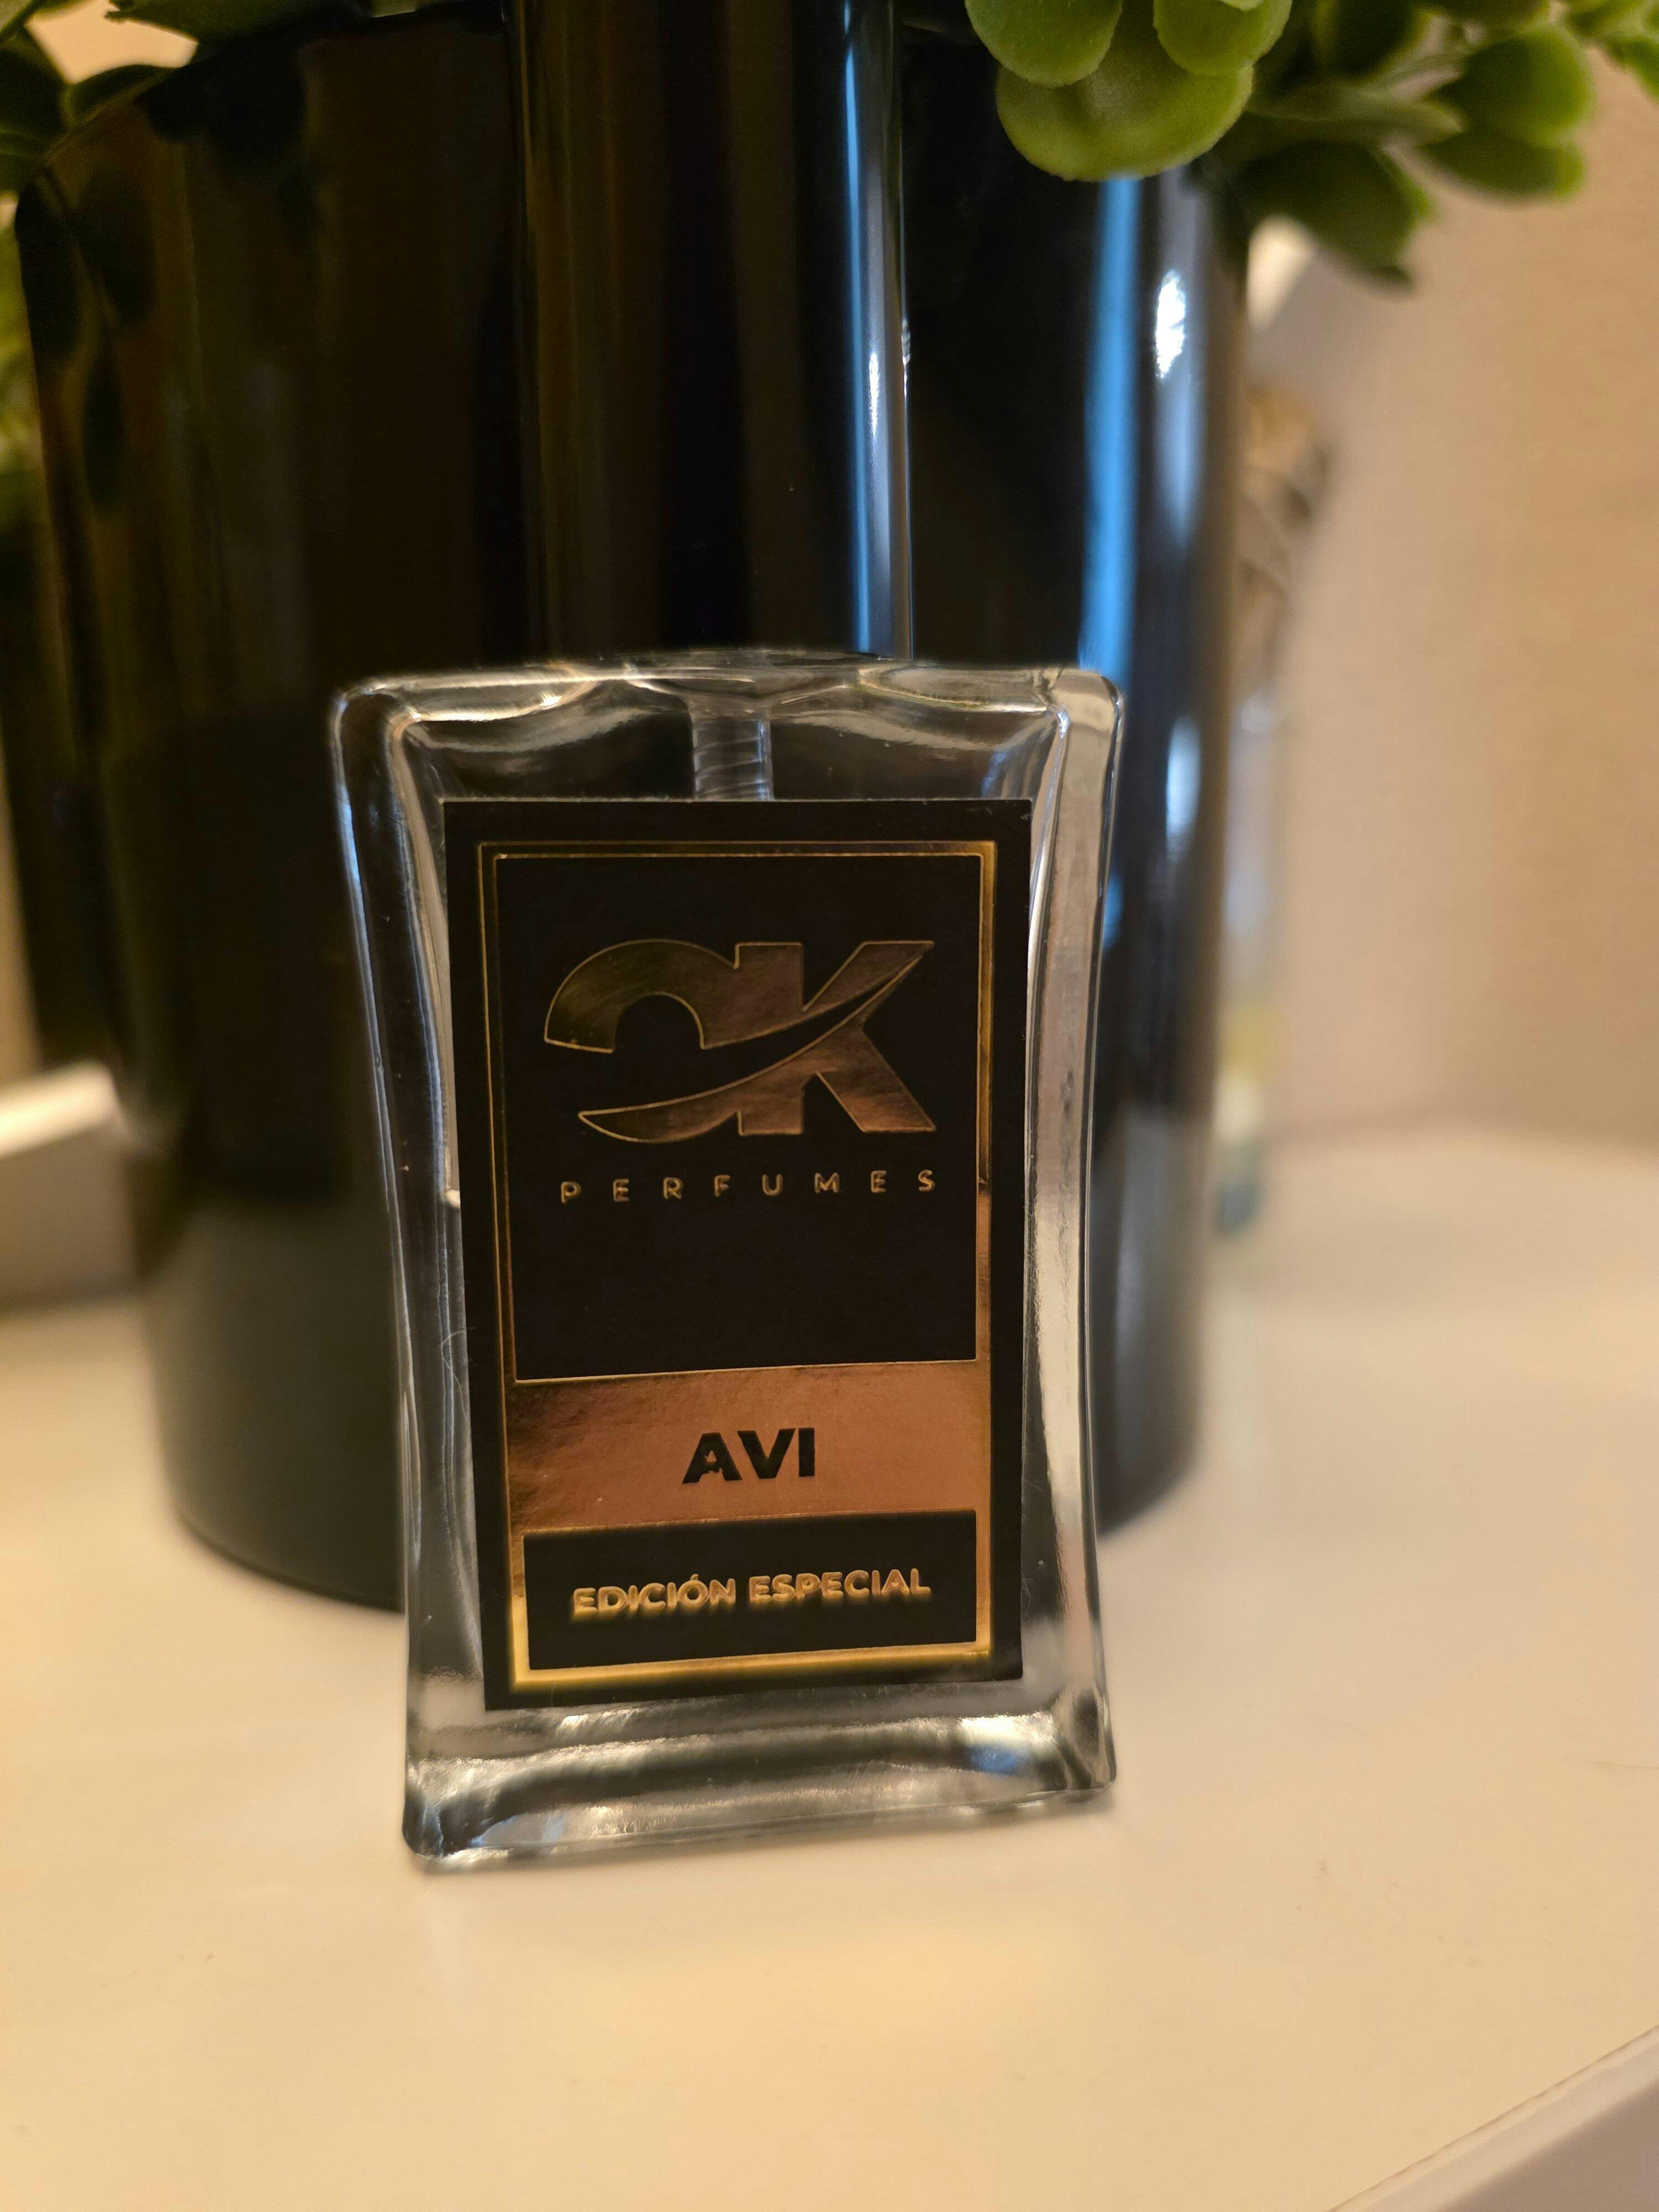 OK
PERFUMES
AVI
EDICIÓN ESPECIAL